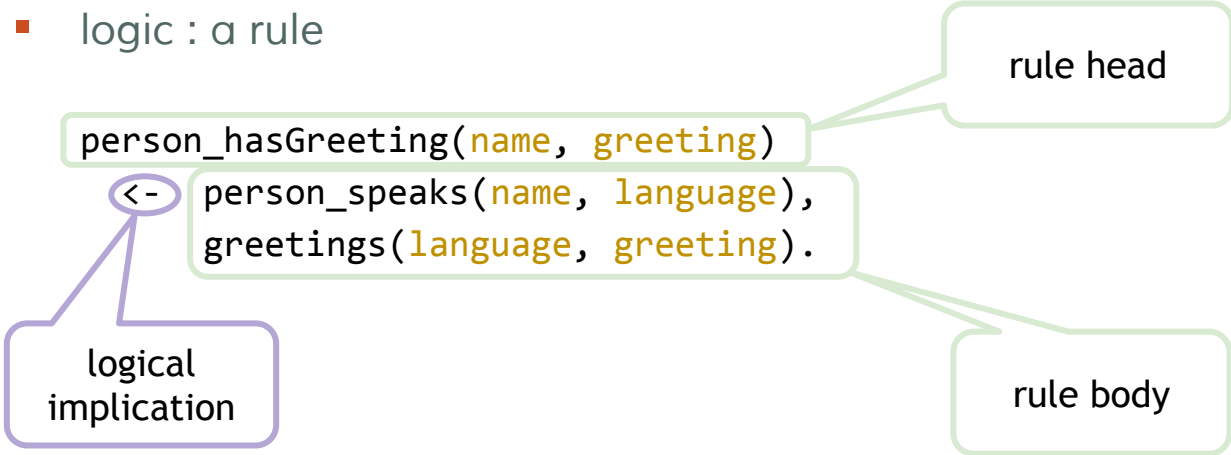 ▪ logic : a rule
rule head
person_hasGreeting(name, greeting)
<- person_speaks(name, language),
greetings(language, greeting).
logical
implication
rule body